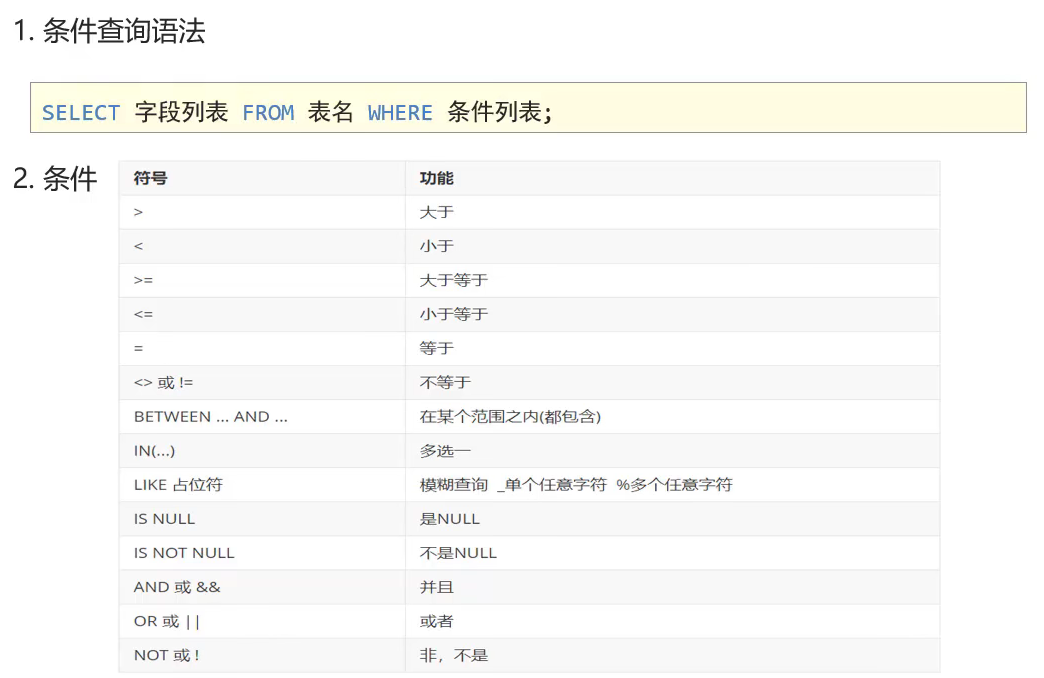 1. 条件查询语法
SELECT 字段列表 FROM 表名 WHERE 条件列表;
2. 条件
符号 功能
> 大于
< 小于
>= 大于等于
<= 小于等于
= 等于
<> 或 != 不等于
BETWEEN ... AND ... 在某个范围之内(都包含)
IN(...) 多选一
LIKE 占位符 模糊查询 _单个任意字符 %多个任意字符
IS NULL 是NULL
IS NOT NULL 不是NULL
AND 或 && 并且
OR 或 || 或者
NOT 或 ! 非，不是